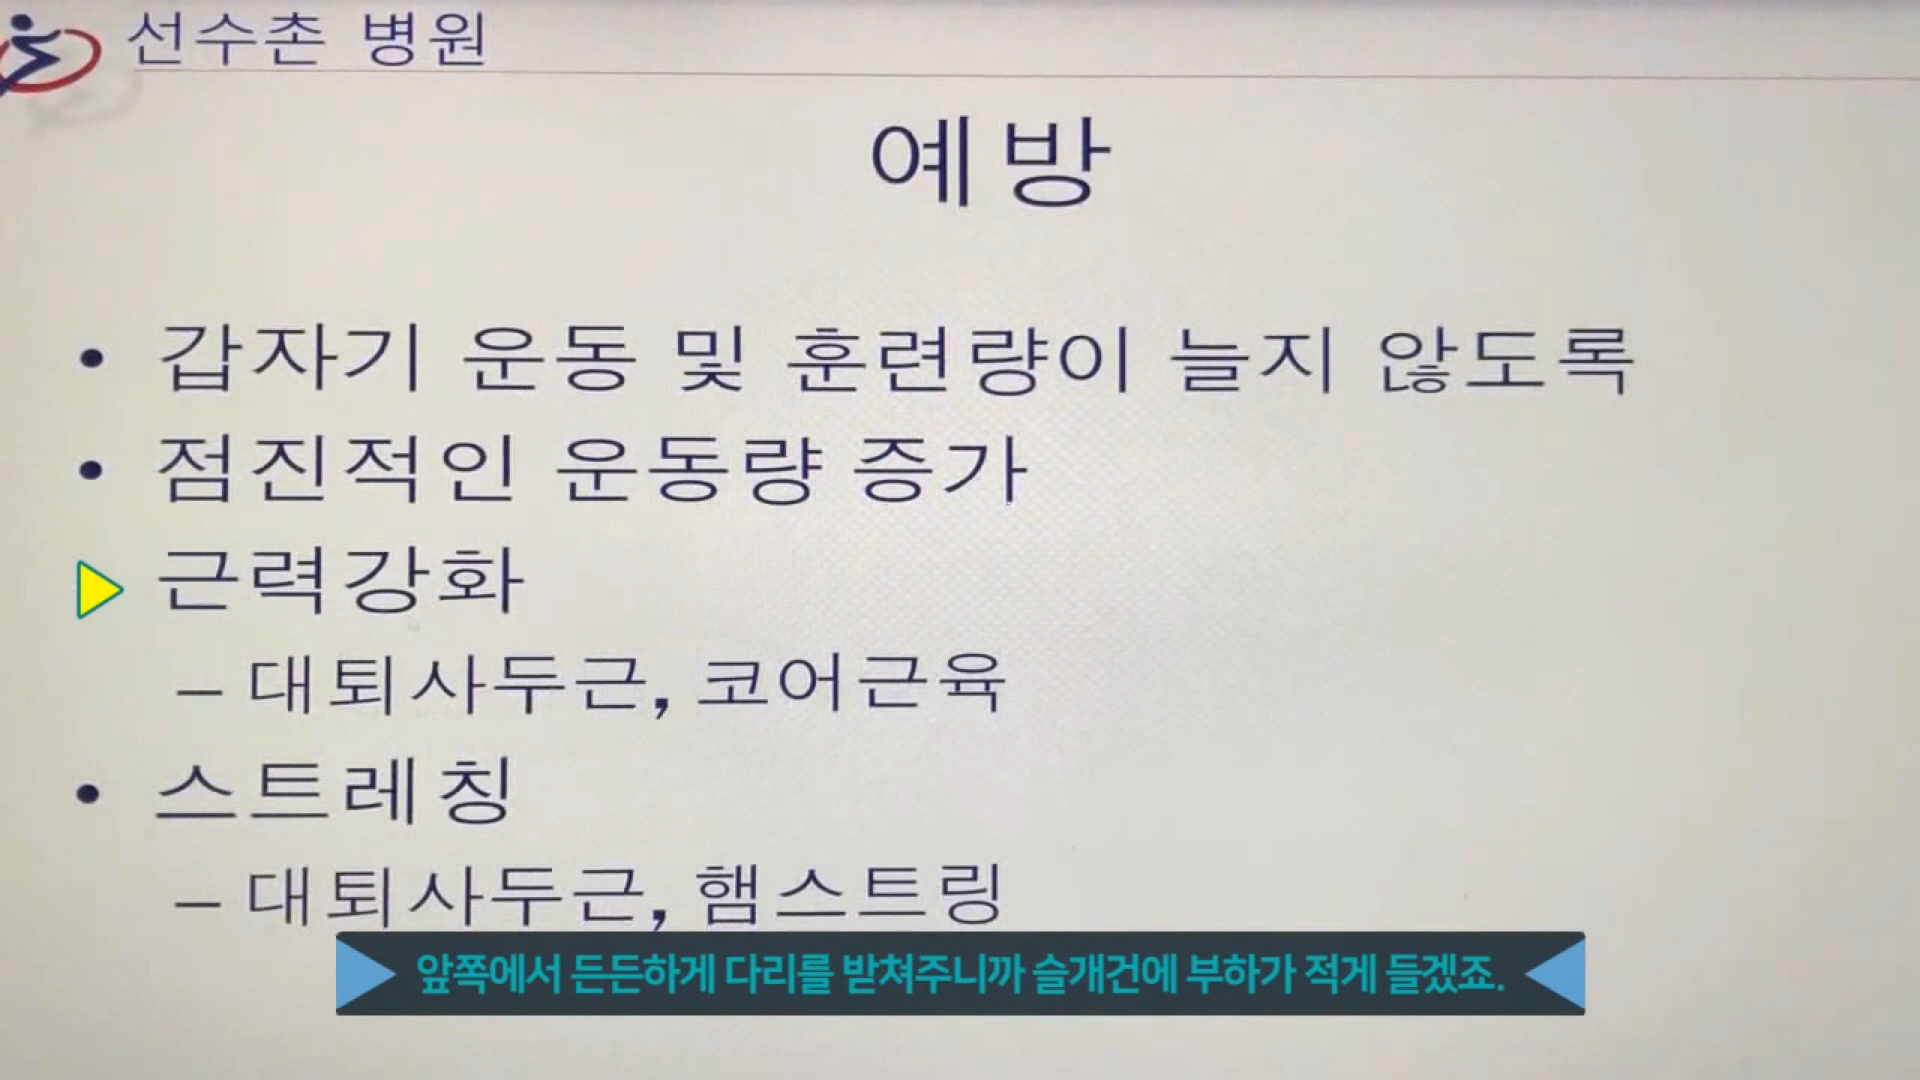 선수촌 병원
예방
• 갑자기 운동 및 훈련량이 늘지 않도록
• 점진적인 운동량 증가
근력강화
– 대퇴사두근, 코어근육
• 스트레칭
– 대퇴사두근, 햄스트링
앞쪽에서 든든하게 다리를 받쳐주니까 슬개건에 부하가 적게 들겠죠.